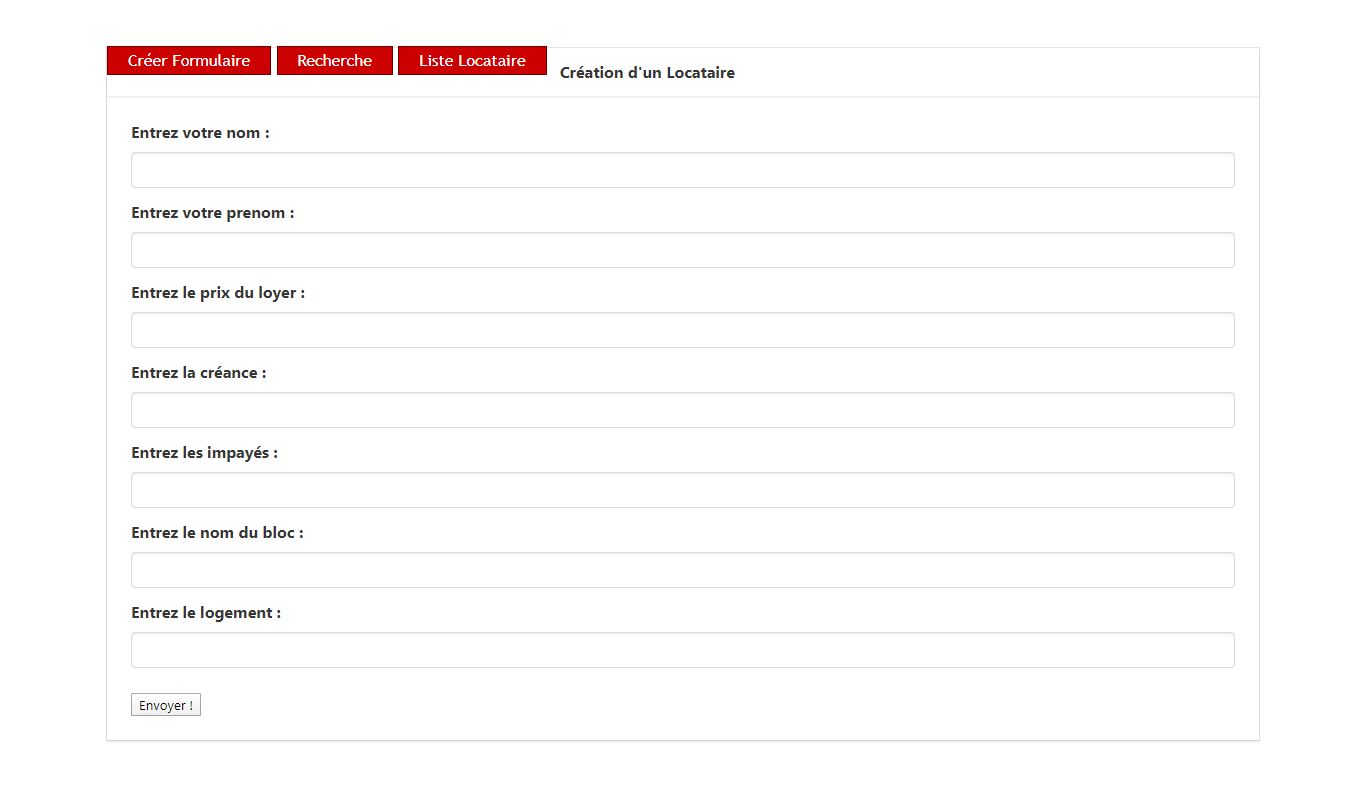 Créer Formulaire Recherche Liste Locataire Création d'un Locataire
Entrez votre nom :
Entrez votre prenom :
Entrez le prix du loyer :
Entrez la créance :
Entrez les impayés :
Entrez le nom du bloc :
Entrez le logement :
Envoyer !